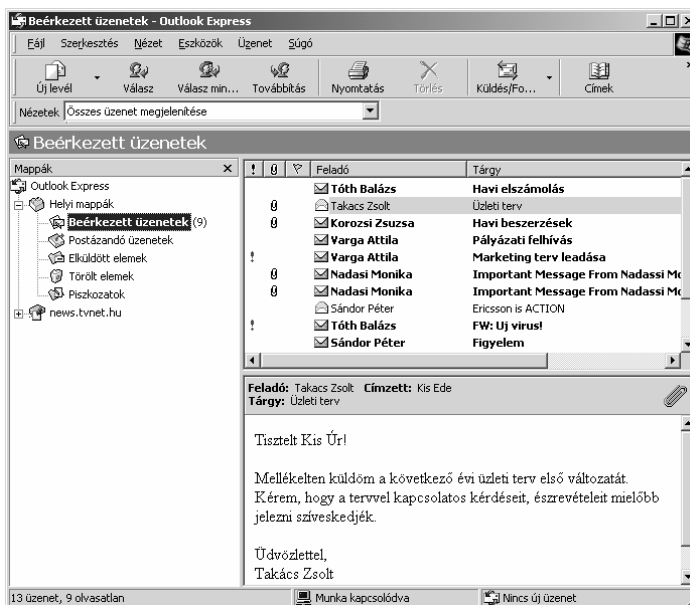 Beérkezett üzenetek - Outlook Express
Fájl Szerkesztés Nézet Eszközök Üzenet Súgó
Új levél Válasz Válasz min... Továbbítás Nyomtatás Törlés Küldés/Fo... Címek »
Nézetek Összes üzenet megjelenítése
Beérkezett üzenetek
Mappák
Outlook Express
Helyi mappák
Beérkezett üzenetek (9)
Postázandó üzenetek
Elküldött elemek
Törölt elemek
Piszkozatok
news.tvnet.hu
! Feladó Tárgy
Tóth Balázs Havi elszámolás
Takacs Zsolt Üzleti terv
Korozsi Zsuzsa Havi beszerzések
Varga Attila Pályázati felhívás
! Varga Attila Marketing terv leadása
Nadasi Monika Important Message From Nadassi Mo
Nadasi Monika Important Message From Nadassi Mo
Sándor Péter Ericsson is ACTION
! Tóth Balázs FW: Uj virus!
Sándor Péter Figyelem
Feladó: Takacs Zsolt Címzett: Kis Ede
Tárgy: Üzleti terv
Tisztelt Kis Úr!
Mellékelten küldöm a következő évi üzleti terv első változatát.
Kérem, hogy a tervvel kapcsolatos kérdéseit, észrevételeit mielőbb
jelezni szíveskedjék.
Üdvözlettel,
Takács Zsolt
13 üzenet, 9 olvasatlan Munka kapcsolódva Nincs új üzenet